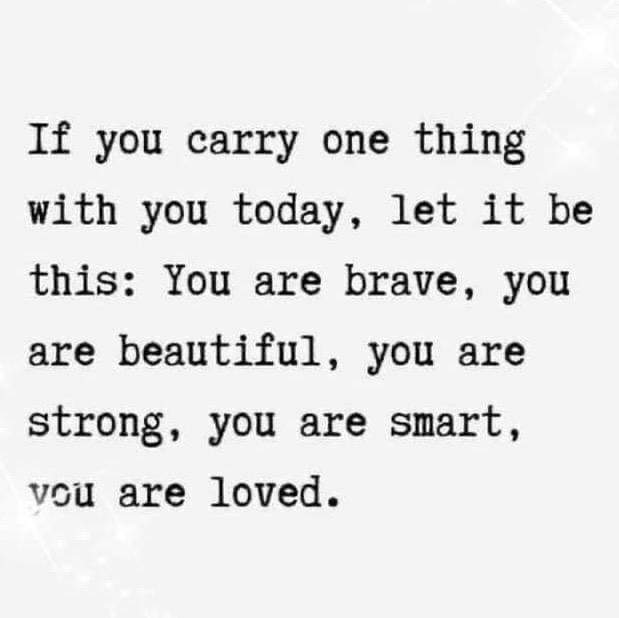 If you carry one thing
with you today, let it be
this: You are brave, you
are beautiful, you are
strong, you are smart,
you are loved.